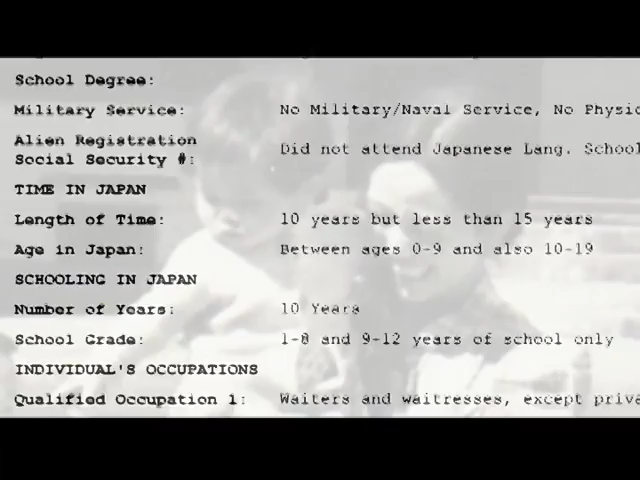 School Degree:
Military Service: No Military/Naval Service, No Physic
Alien Registration
Social Security #: Did not attend Japanese Lang. School
TIME IN JAPAN
Length of Time: 10 years but less than 15 years
Age in Japan: Between ages 0-9 and also 10-19
SCHOOLING IN JAPAN
Number of Years: 10 Years
School Grade: 1-8 and 9-12 years of school only
INDIVIDUAL'S OCCUPATIONS
Qualified Occupation 1: Waiters and waitresses, except priva